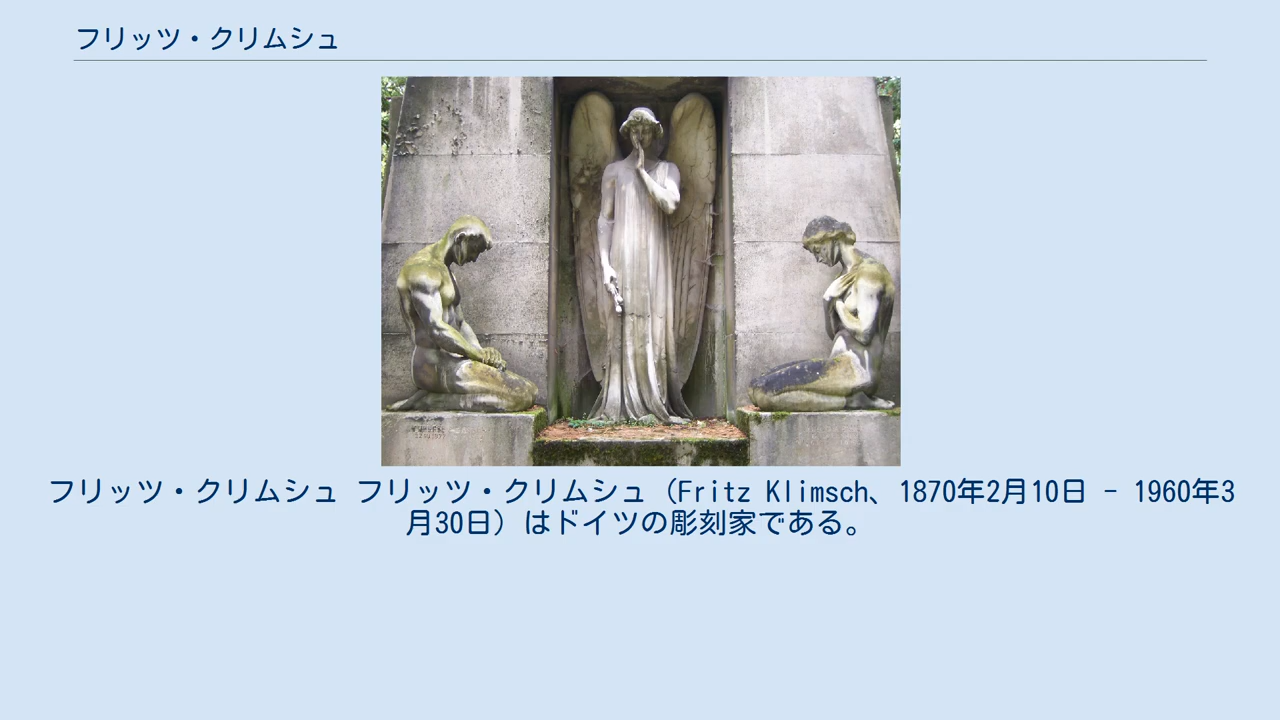 フリッツ・クリムシュ
フリッツ・クリムシュ フリッツ・クリムシュ（Fritz Klimsch、1870年2月10日 - 1960年3
月30日）はドイツの彫刻家である。